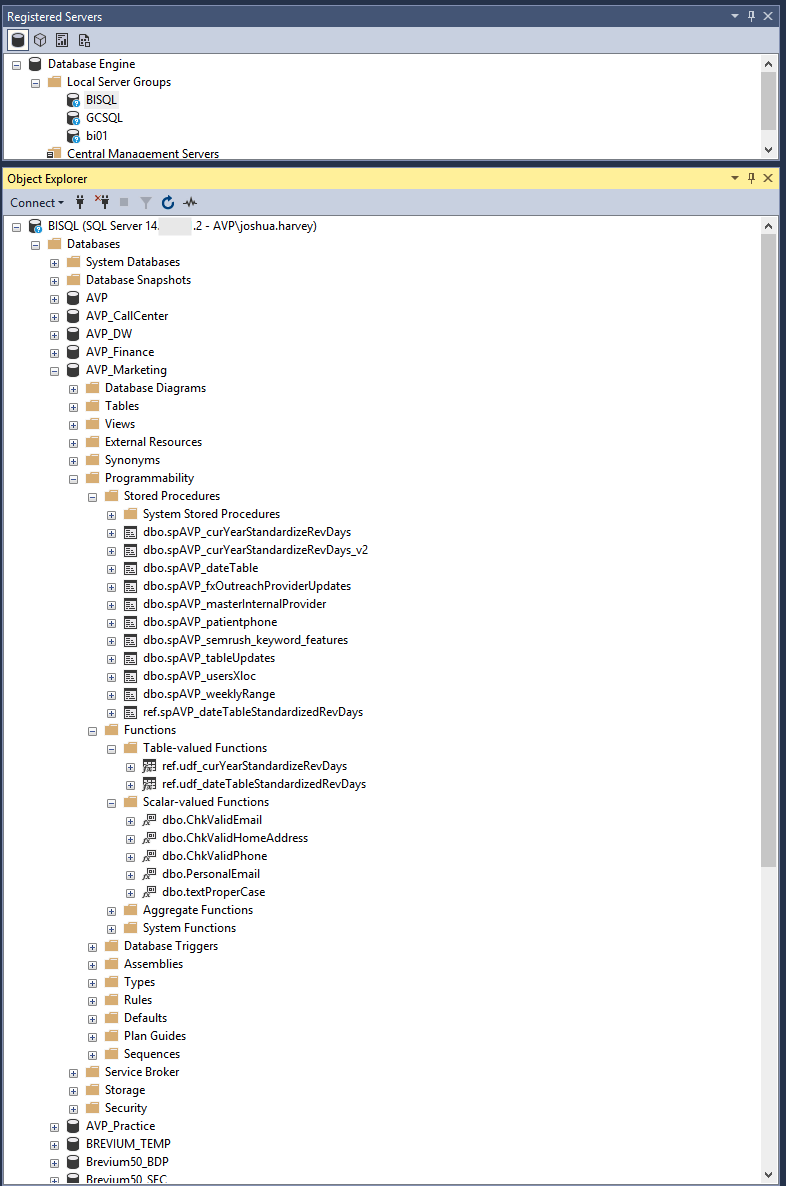 Registered Servers
Database Engine
Local Server Groups
BISQL
GCSQL
bi01
Central Management Servers
Object Explorer
Connect
BISQL (SQL Server 14. .2 - AVP\joshua.harvey)
Databases
System Databases
Database Snapshots
AVP
AVP_CallCenter
AVP_DW
AVP_Finance
AVP_Marketing
Database Diagrams
Tables
Views
External Resources
Synonyms
Programmability
Stored Procedures
System Stored Procedures
dbo.spAVP_curYearStandardizeRevDays
dbo.spAVP_curYearStandardizeRevDays_v2
dbo.spAVP_dateTable
dbo.spAVP_fxOutreachProviderUpdates
dbo.spAVP_masterInternalProvider
dbo.spAVP_patientphone
dbo.spAVP_semrush_keyword_features
dbo.spAVP_tableUpdates
dbo.spAVP_usersXloc
dbo.spAVP_weeklyRange
ref.spAVP_dateTableStandardizedRevDays
Functions
Table-valued Functions
ref.udf_curYearStandardizeRevDays
ref.udf_dateTableStandardizedRevDays
Scalar-valued Functions
dbo.ChkValidEmail
dbo.ChkValidHomeAddress
dbo.ChkValidPhone
dbo.PersonalEmail
dbo.textProperCase
Aggregate Functions
System Functions
Database Triggers
Assemblies
Types
Rules
Defaults
Plan Guides
Sequences
Service Broker
Storage
Security
AVP_Practice
BREVIUM_TEMP
Brevium50_BDP
Brevium50_SEC